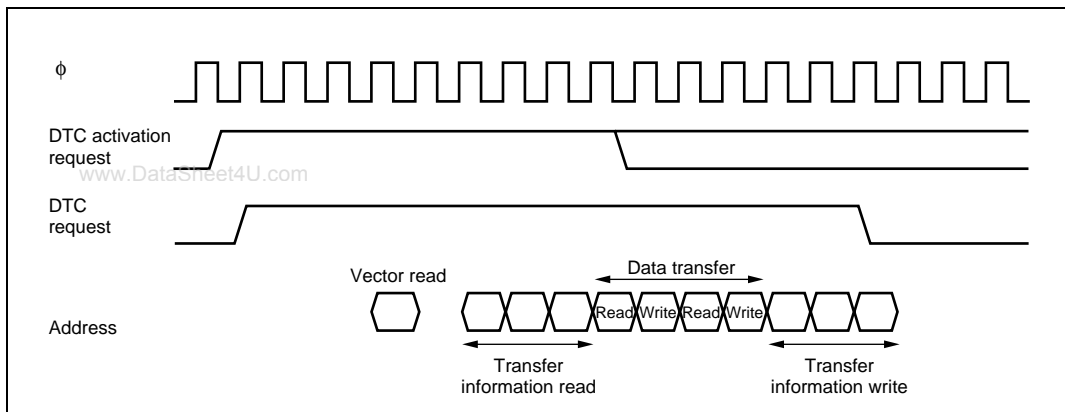 ϕ
DTC activation
request
www.DataSheet4U.com
DTC
request
Vector read
Data transfer
Read Write Read Write
Address
Transfer
information read
Transfer
information write